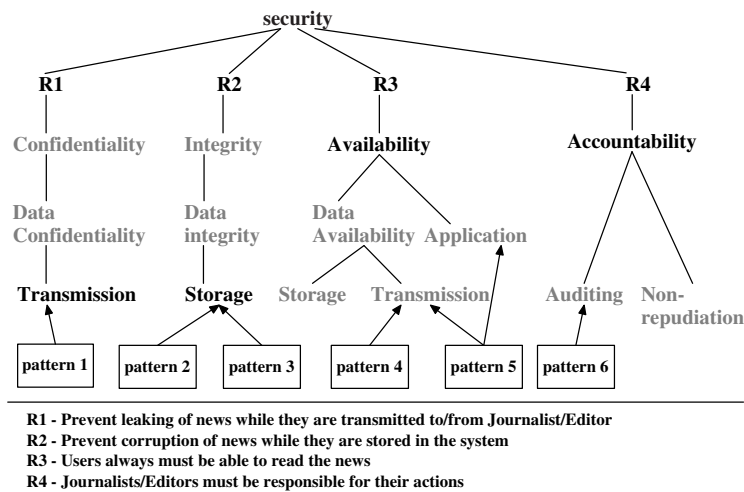 security
R1 R2 R3 R4
Confidentiality Integrity Availability Accountability
Data Data Data
Confidentiality integrity Availability Application
Transmission Storage Storage Transmission Auditing Non-
repudiation
pattern 1 pattern 2 pattern 3 pattern 4 pattern 5 pattern 6
R1 - Prevent leaking of news while they are transmitted to/from Journalist/Editor
R2 - Prevent corruption of news while they are stored in the system
R3 - Users always must be able to read the news
R4 - Journalists/Editors must be responsible for their actions